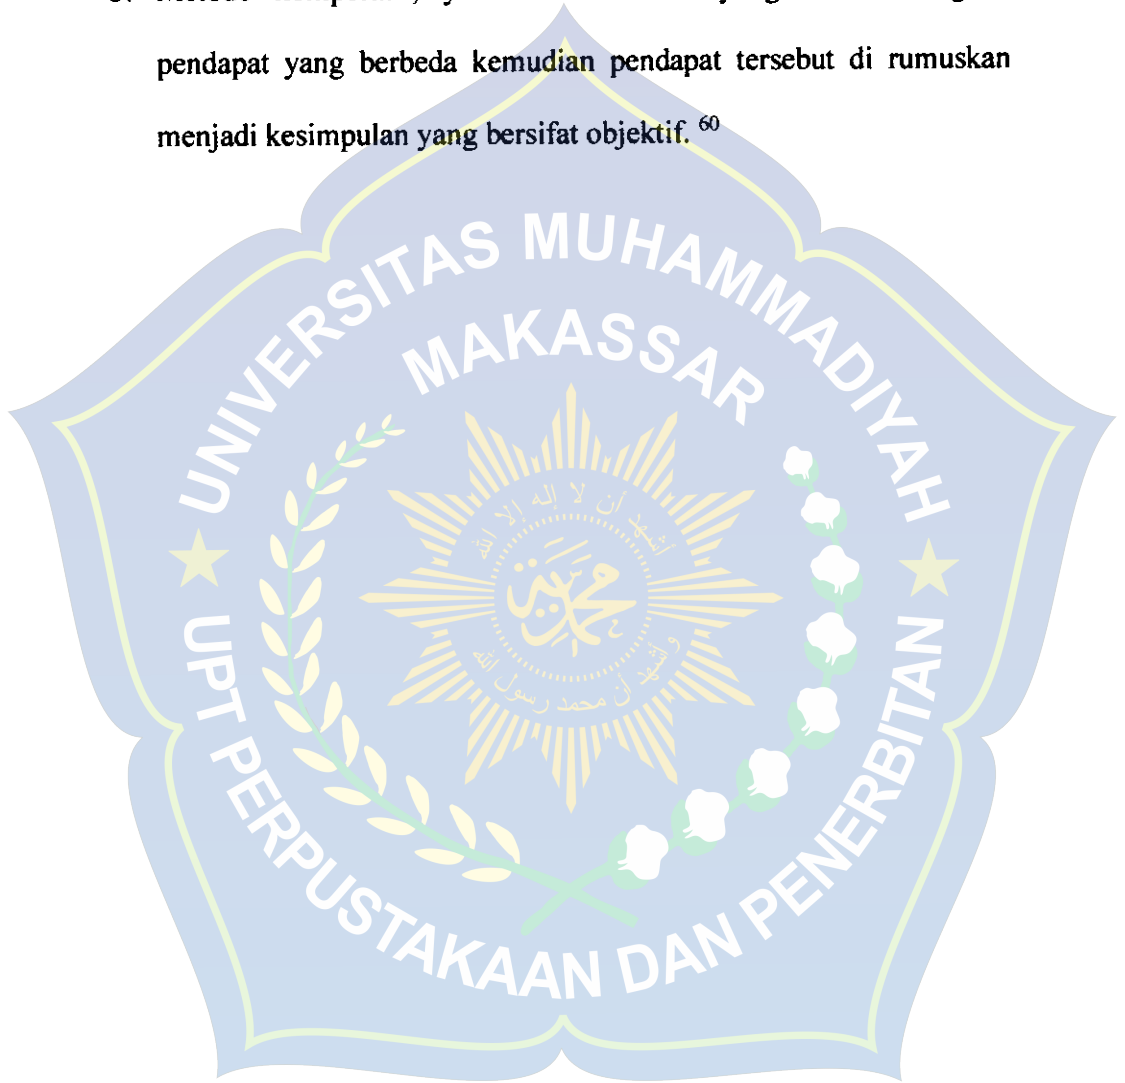 pendapat yang berbeda kemudian pendapat tersebut di rumuskan
menjadi kesimpulan yang bersifat objektif. 60
UNIVERSITAS MUHAMMADIYAH
MAKASSAR
أشهد أن لا إله إلا الله
محمدية
وأشهد أن محمد رسول الله
UPT PERPUSTAKAAN DAN PENERBITAN